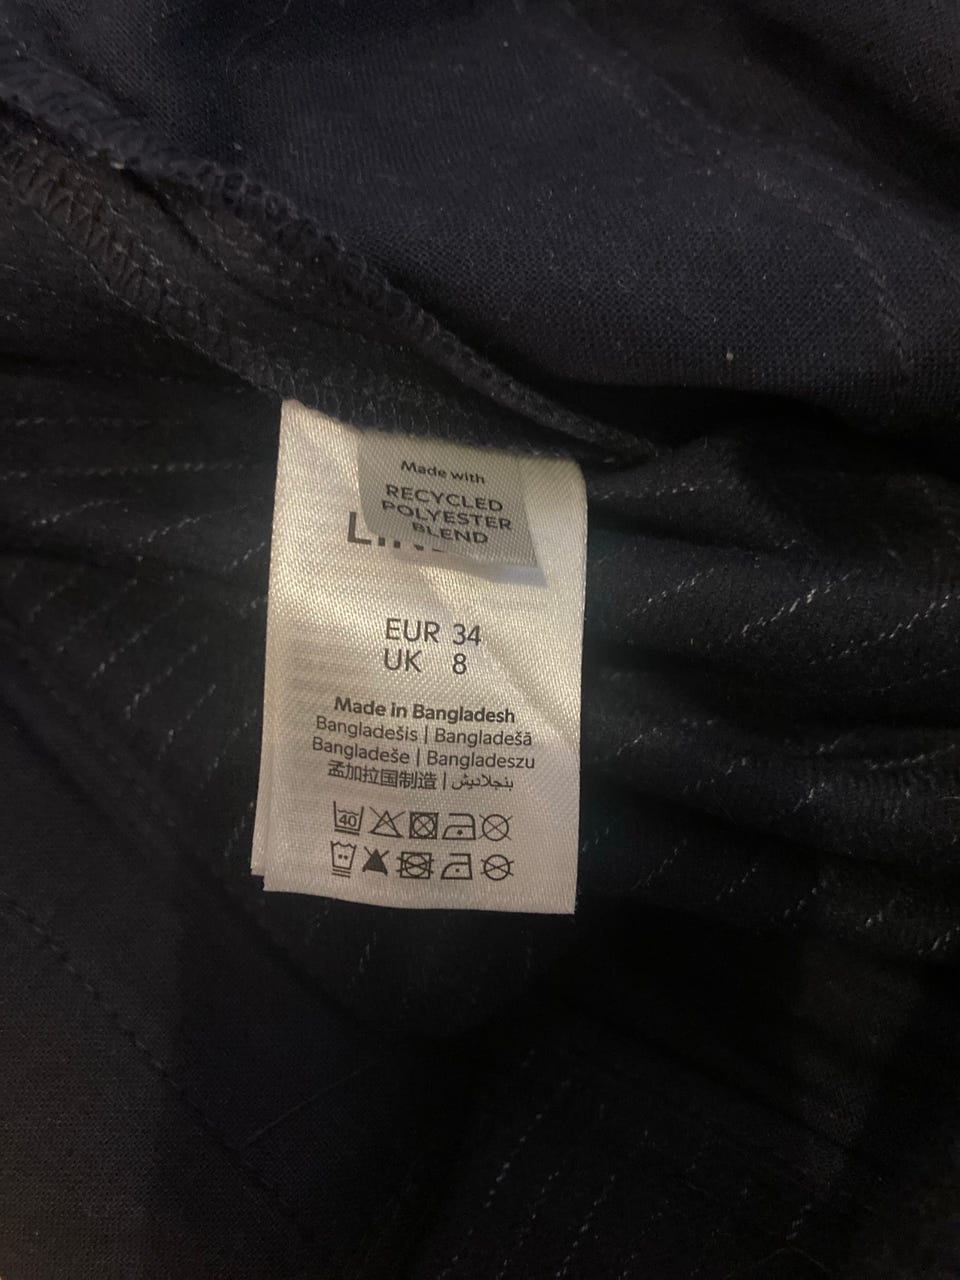 Made with
RECYCLED
POLYESTER
BLEND
EUR 34
UK 8
Made in Bangladesh
Bangladešis | Bangladešā
Bangladeše | Bangladeszu
孟加拉国制造 | بنجلاديش
40